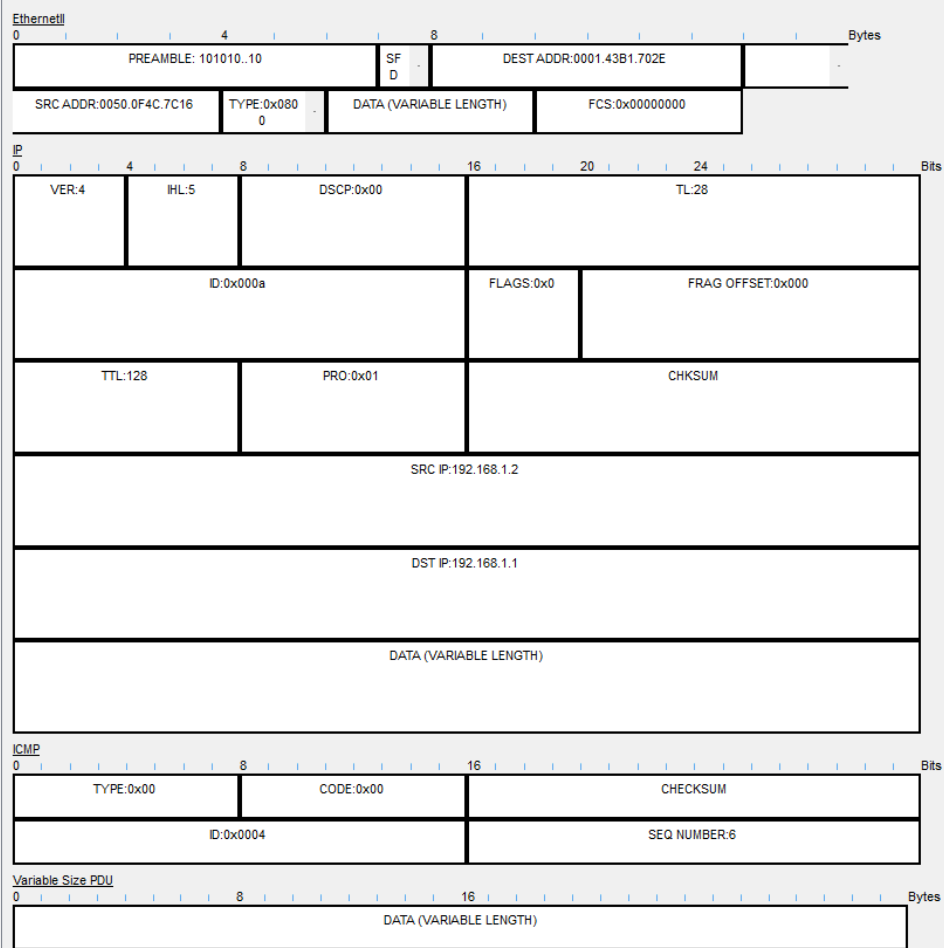 EthernetII
0 4 8 Bytes
PREAMBLE: 101010..10
SF
D
DEST ADDR:0001.43B1.702E
SRC ADDR:0050.0F4C.7C16
TYPE:0x080
0
DATA (VARIABLE LENGTH)
FCS:0x00000000
IP
0 4 8 16 20 24 Bits
VER:4 IHL:5 DSCP:0x00 TL:28
ID:0x000a FLAGS:0x0 FRAG OFFSET:0x000
TTL:128 PRO:0x01 CHKSUM
SRC IP:192.168.1.2
DST IP:192.168.1.1
DATA (VARIABLE LENGTH)
ICMP
0 8 16 Bits
TYPE:0x00 CODE:0x00 CHECKSUM
ID:0x0004 SEQ NUMBER:6
Variable Size PDU
0 8 16 Bytes
DATA (VARIABLE LENGTH)